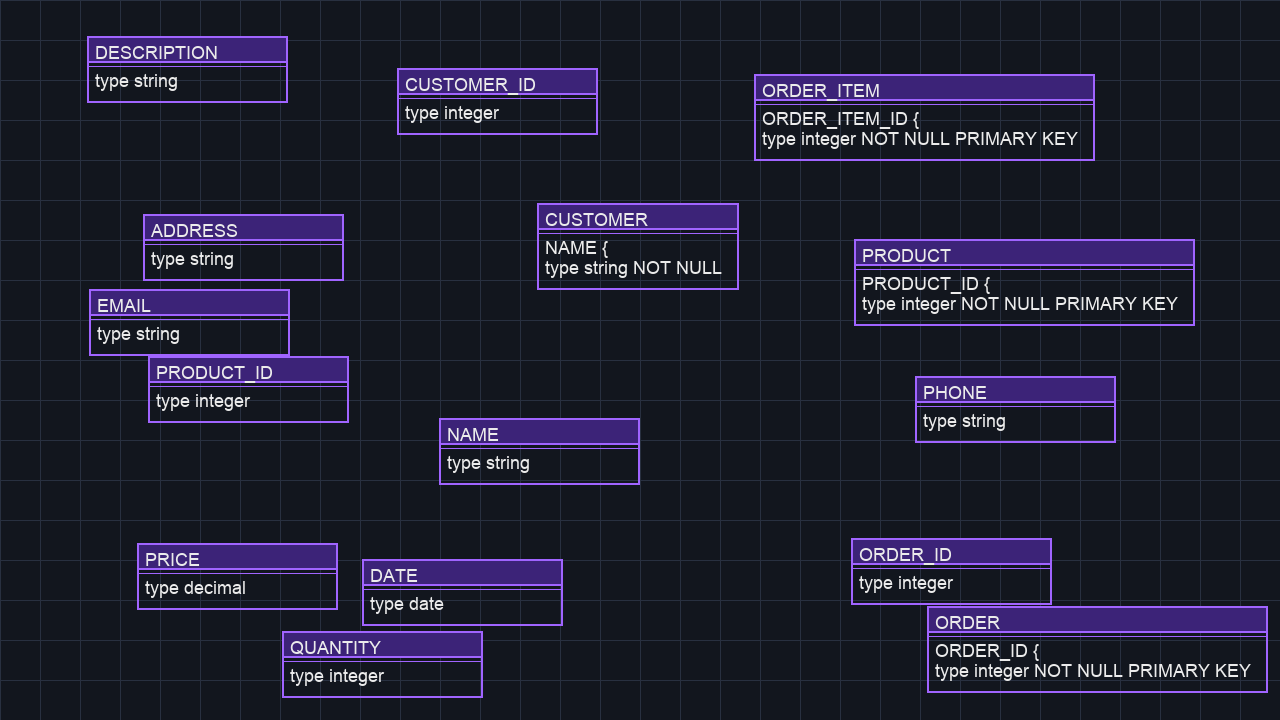 DESCRIPTION
type string
CUSTOMER_ID
type integer
ORDER_ITEM
ORDER_ITEM_ID {
type integer NOT NULL PRIMARY KEY
ADDRESS
type string
CUSTOMER
NAME {
type string NOT NULL
PRODUCT
PRODUCT_ID {
type integer NOT NULL PRIMARY KEY
EMAIL
type string
PRODUCT_ID
type integer
PHONE
type string
NAME
type string
PRICE
type decimal
DATE
type date
ORDER_ID
type integer
ORDER
ORDER_ID {
type integer NOT NULL PRIMARY KEY
QUANTITY
type integer